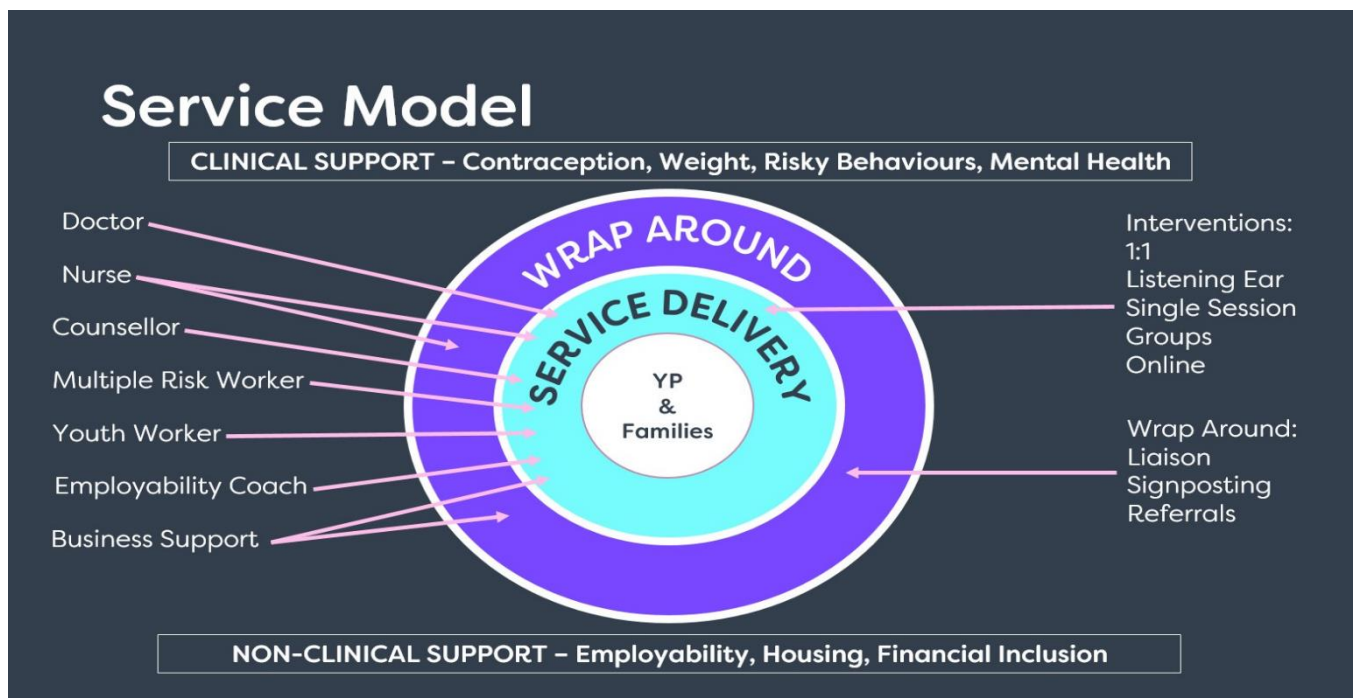 Service Model
CLINICAL SUPPORT – Contraception, Weight, Risky Behaviours, Mental Health
Doctor
Nurse
Counsellor
Multiple Risk Worker
Youth Worker
Employability Coach
Business Support
WRAP AROUND
SERVICE DELIVERY
YP
&
Families
Interventions:
1:1
Listening Ear
Single Session
Groups
Online
Wrap Around:
Liaison
Signposting
Referrals
NON-CLINICAL SUPPORT – Employability, Housing, Financial Inclusion